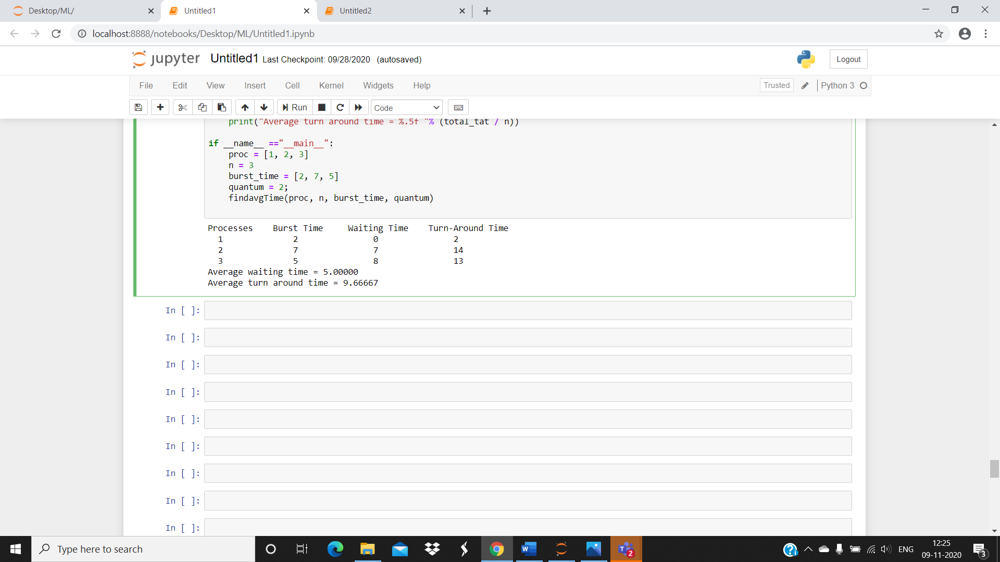 Desktop/ML/
Untitled1
Untitled2
localhost:8888/notebooks/Desktop/ML/Untitled1.ipynb
jupyter Untitled1 Last Checkpoint: 09/28/2020 (autosaved)
Logout
File Edit View Insert Cell Kernel Widgets Help
Trusted Python 3
Run Code
print("Average turn around time = %.5f "% (total_tat / n))
if __name__ =="__main__":
proc = [1, 2, 3]
n = 3
burst_time = [2, 7, 5]
quantum = 2;
findavgTime(proc, n, burst_time, quantum)
Processes Burst Time Waiting Time Turn-Around Time
1 2 0 2
2 7 7 14
3 5 8 13
Average waiting time = 5.00000
Average turn around time = 9.66667
In [ ]:
In [ ]:
In [ ]:
In [ ]:
In [ ]:
In [ ]:
In [ ]:
In [ ]:
In [ ]:
Type here to search
W
T
2
ENG
12:25
09-11-2020
3